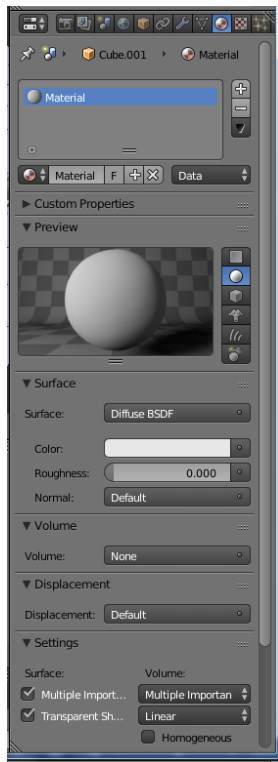 Cube.001 Material
Material
Material F Data
Custom Properties
Preview
Surface
Surface: Diffuse BSDF
Color:
Roughness: 0.000
Normal: Default
Volume
Volume: None
Displacement
Displacement: Default
Settings
Surface: Volume:
Multiple Import... Multiple Importan
Transparent Sh... Linear
Homogeneous